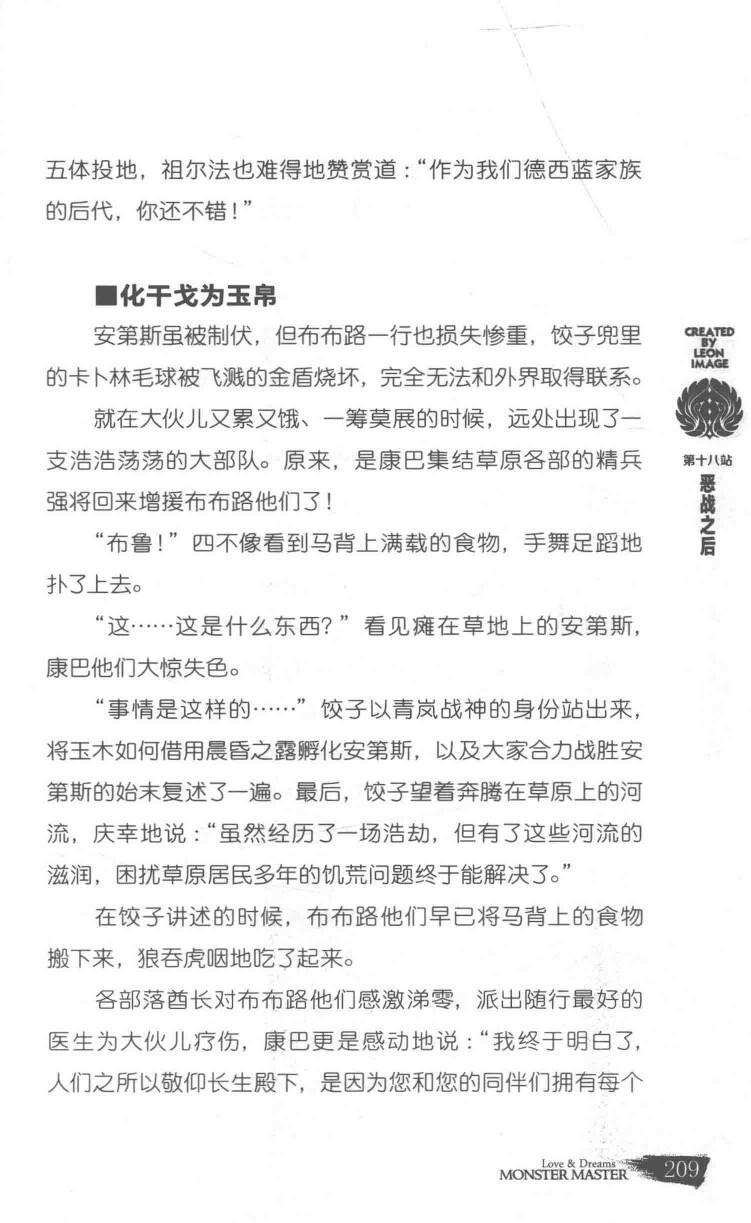 五体投地，祖尔法也难得地赞赏道：“作为我们德西蓝家族
的后代，你还不错！”
■化干戈为玉帛
安第斯虽被制伏，但布布路一行也损失惨重，饺子兜里
的卡卜林毛球被飞溅的金盾烧坏，完全无法和外界取得联系。
就在大伙儿又累又饿、一筹莫展的时候，远处出现了一
支浩浩荡荡的大部队。原来，是康巴集结草原各部的精兵
强将回来增援布布路他们了！
“布鲁！”四不像看到马背上满载的食物，手舞足蹈地
扑了上去。
“这……这是什么东西？”看见瘫在草地上的安第斯，
康巴他们大惊失色。
“事情是这样的……”饺子以青岚战神的身份站出来，
将玉木如何借用晨昏之露孵化安第斯，以及大家合力战胜安
第斯的始末复述了一遍。最后，饺子望着奔腾在草原上的河
流，庆幸地说：“虽然经历了一场浩劫，但有了这些河流的
滋润，困扰草原居民多年的饥荒问题终于能解决了。”
在饺子讲述的时候，布布路他们早已将马背上的食物
搬下来，狼吞虎咽地吃了起来。
各部落酋长对布布路他们感激涕零，派出随行最好的
医生为大伙儿疗伤，康巴更是感动地说：“我终于明白了，
人们之所以敬仰长生殿下，是因为您和您的同伴们拥有每个
CREATED
BY
LEON
IMAGE
第十八站
恶战之后
Love & Dreams
MONSTER MASTER
209